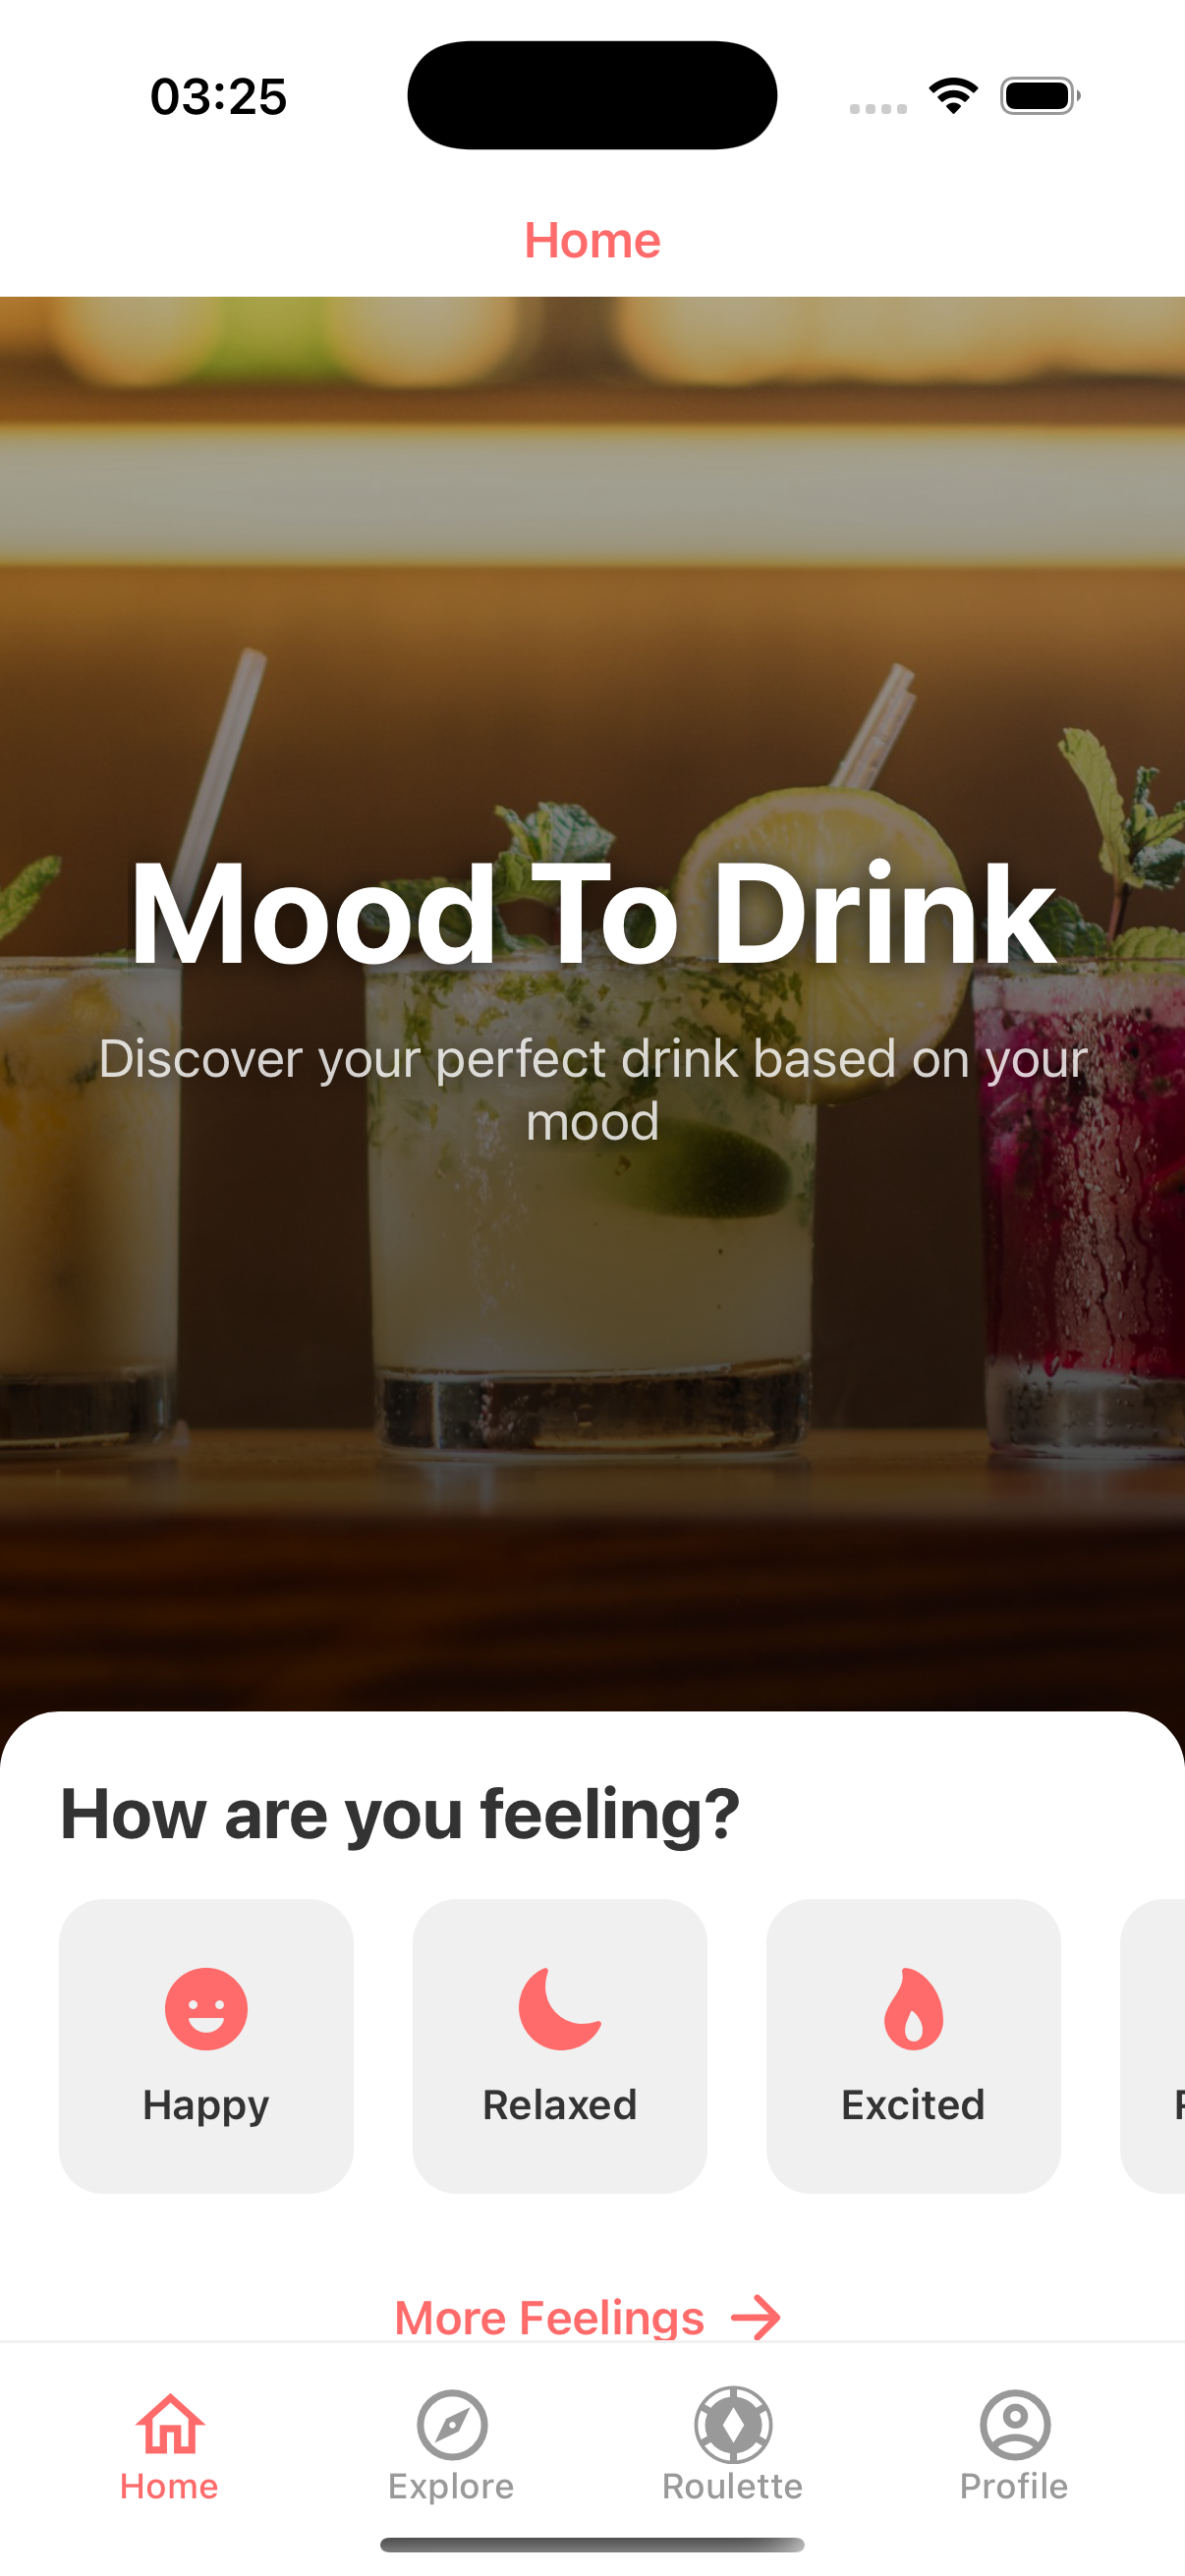 03:25
Home
Mood To Drink
Discover your perfect drink based on your
mood
How are you feeling?
Happy
Relaxed
Excited
More Feelings
Home
Explore
Roulette
Profile